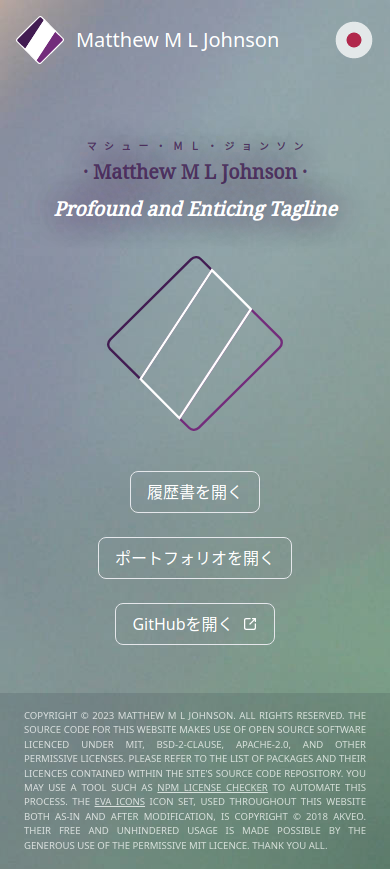 Matthew M L Johnson
マシュー・ML・ジョンソン
· Matthew M L Johnson ·
Profound and Enticing Tagline
履歴書を開く
ポートフォリオを開く
GitHubを開く
COPYRIGHT © 2023 MATTHEW M L JOHNSON. ALL RIGHTS RESERVED. THE
SOURCE CODE FOR THIS WEBSITE MAKES USE OF OPEN SOURCE SOFTWARE
LICENCED UNDER MIT, BSD-2-CLAUSE, APACHE-2.0, AND OTHER
PERMISSIVE LICENSES. PLEASE REFER TO THE LIST OF PACKAGES AND THEIR
LICENCES CONTAINED WITHIN THE SITE'S SOURCE CODE REPOSITORY. YOU
MAY USE A TOOL SUCH AS NPM LICENSE CHECKER TO AUTOMATE THIS
PROCESS. THE EVA ICONS ICON SET, USED THROUGHOUT THIS WEBSITE
BOTH AS-IN AND AFTER MODIFICATION, IS COPYRIGHT © 2018 AKVEO.
THEIR FREE AND UNHINDERED USAGE IS MADE POSSIBLE BY THE
GENEROUS USE OF THE PERMISSIVE MIT LICENCE. THANK YOU ALL.